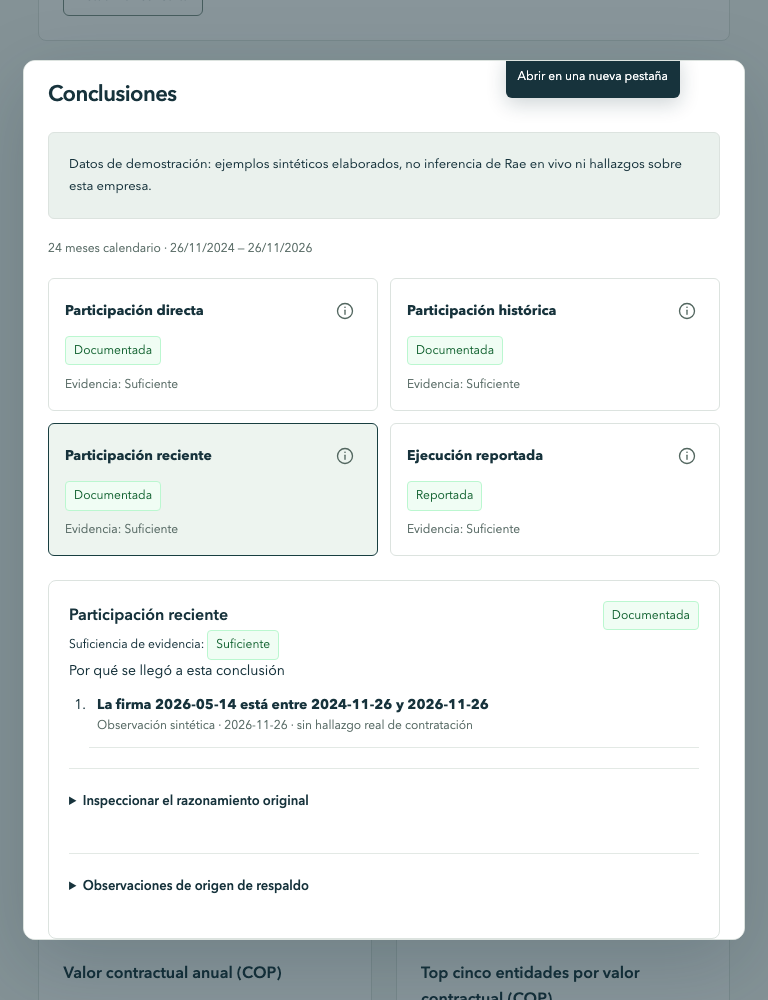 Conclusiones
Abrir en una nueva pestaña
Datos de demostración: ejemplos sintéticos elaborados, no inferencia de Rae en vivo ni hallazgos sobre
esta empresa.
24 meses calendario · 26/11/2024 – 26/11/2026
Participación directa
Documentada
Evidencia: Suficiente
Participación histórica
Documentada
Evidencia: Suficiente
Participación reciente
Documentada
Evidencia: Suficiente
Ejecución reportada
Reportada
Evidencia: Suficiente
Participación reciente
Documentada
Suficiencia de evidencia: Suficiente
Por qué se llegó a esta conclusión
1. La firma 2026-05-14 está entre 2024-11-26 y 2026-11-26
Observación sintética · 2026-11-26 · sin hallazgo real de contratación
Inspeccionar el razonamiento original
Observaciones de origen de respaldo
Valor contractual anual (COP)
Top cinco entidades por valor
contractual (COP)